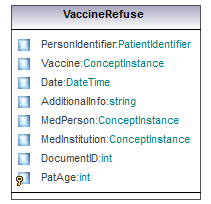 VaccineRefuse
PersonIdentifier:PatientIdentifier
Vaccine:ConceptInstance
Date:DateTime
AdditionalInfo:string
MedPerson:ConceptInstance
MedInstitution:ConceptInstance
DocumentID:int
PatAge:int